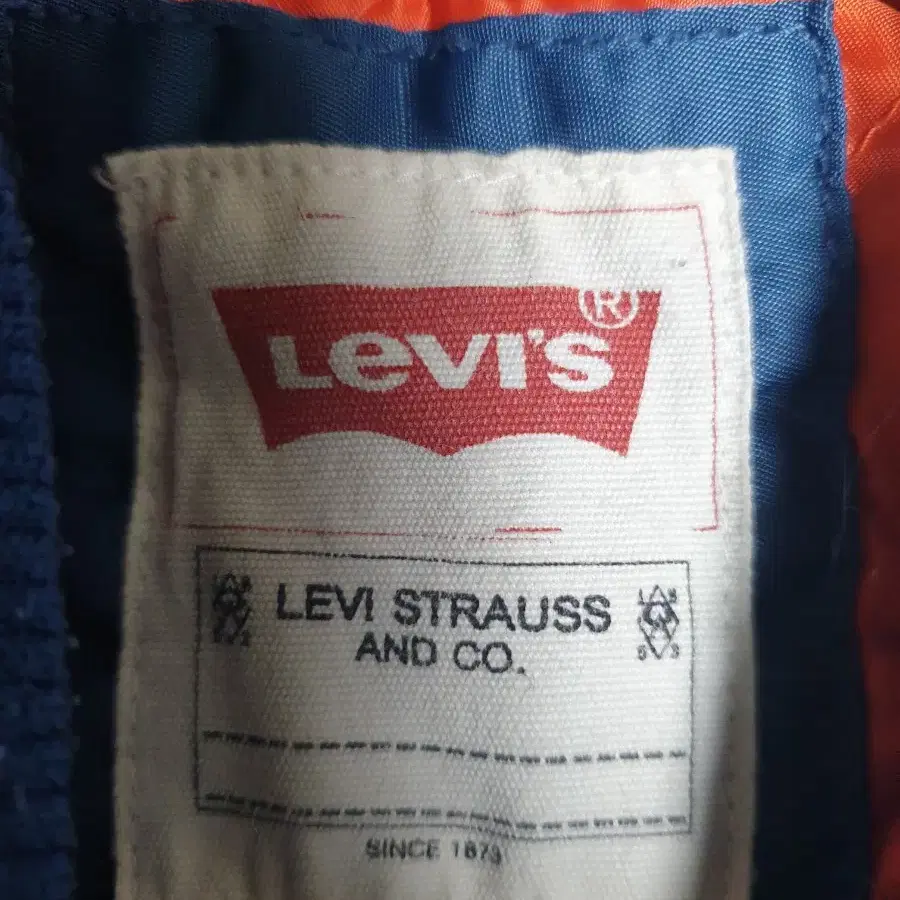 LEVI'S®
LEVI STRAUSS
AND CO.
SINCE 1873